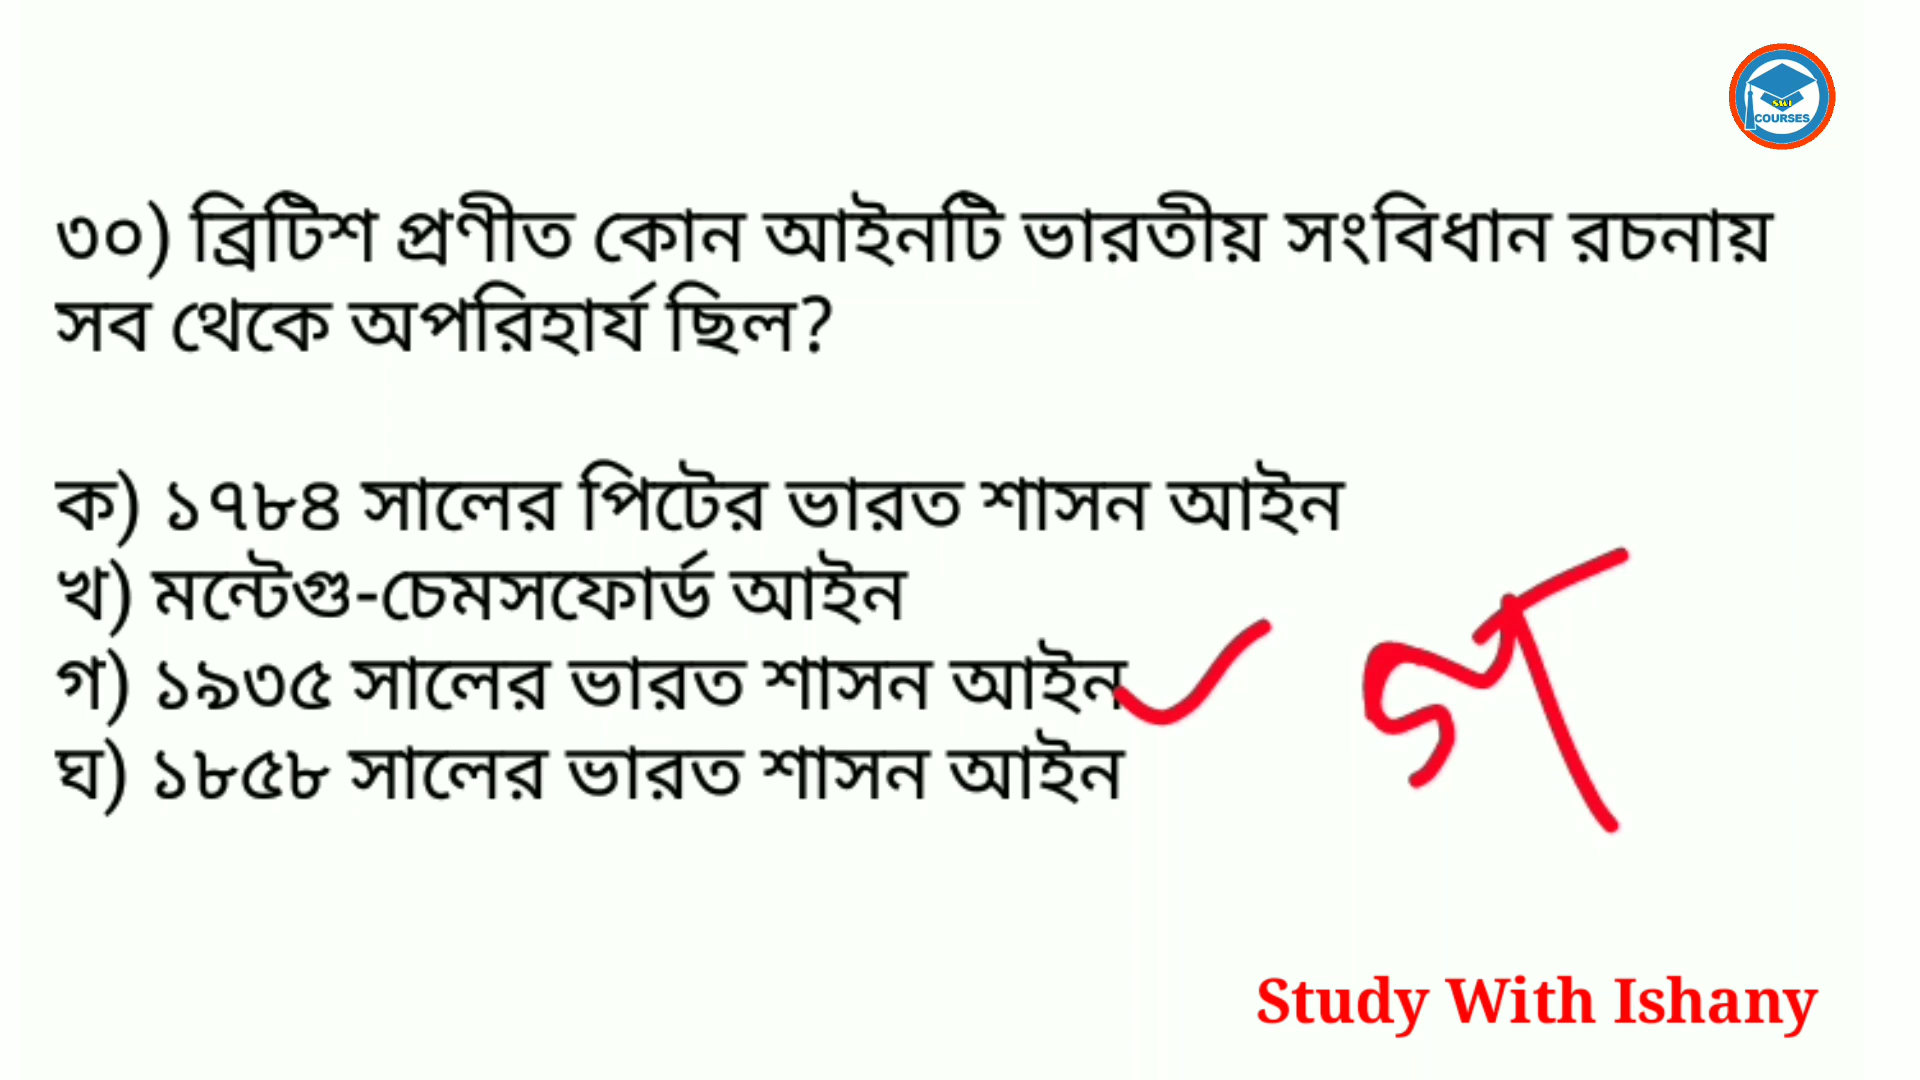 SWI
COURSES
৩০) ব্রিটিশ প্রণীত কোন আইনটি ভারতীয় সংবিধান রচনায়
সব থেকে অপরিহার্য ছিল?
ক) ১৭৮৪ সালের পিটের ভারত শাসন আইন
খ) মন্টেগু-চেমসফোর্ড আইন
গ) ১৯৩৫ সালের ভারত শাসন আইন
ঘ) ১৮৫৮ সালের ভারত শাসন আইন
Study With Ishany